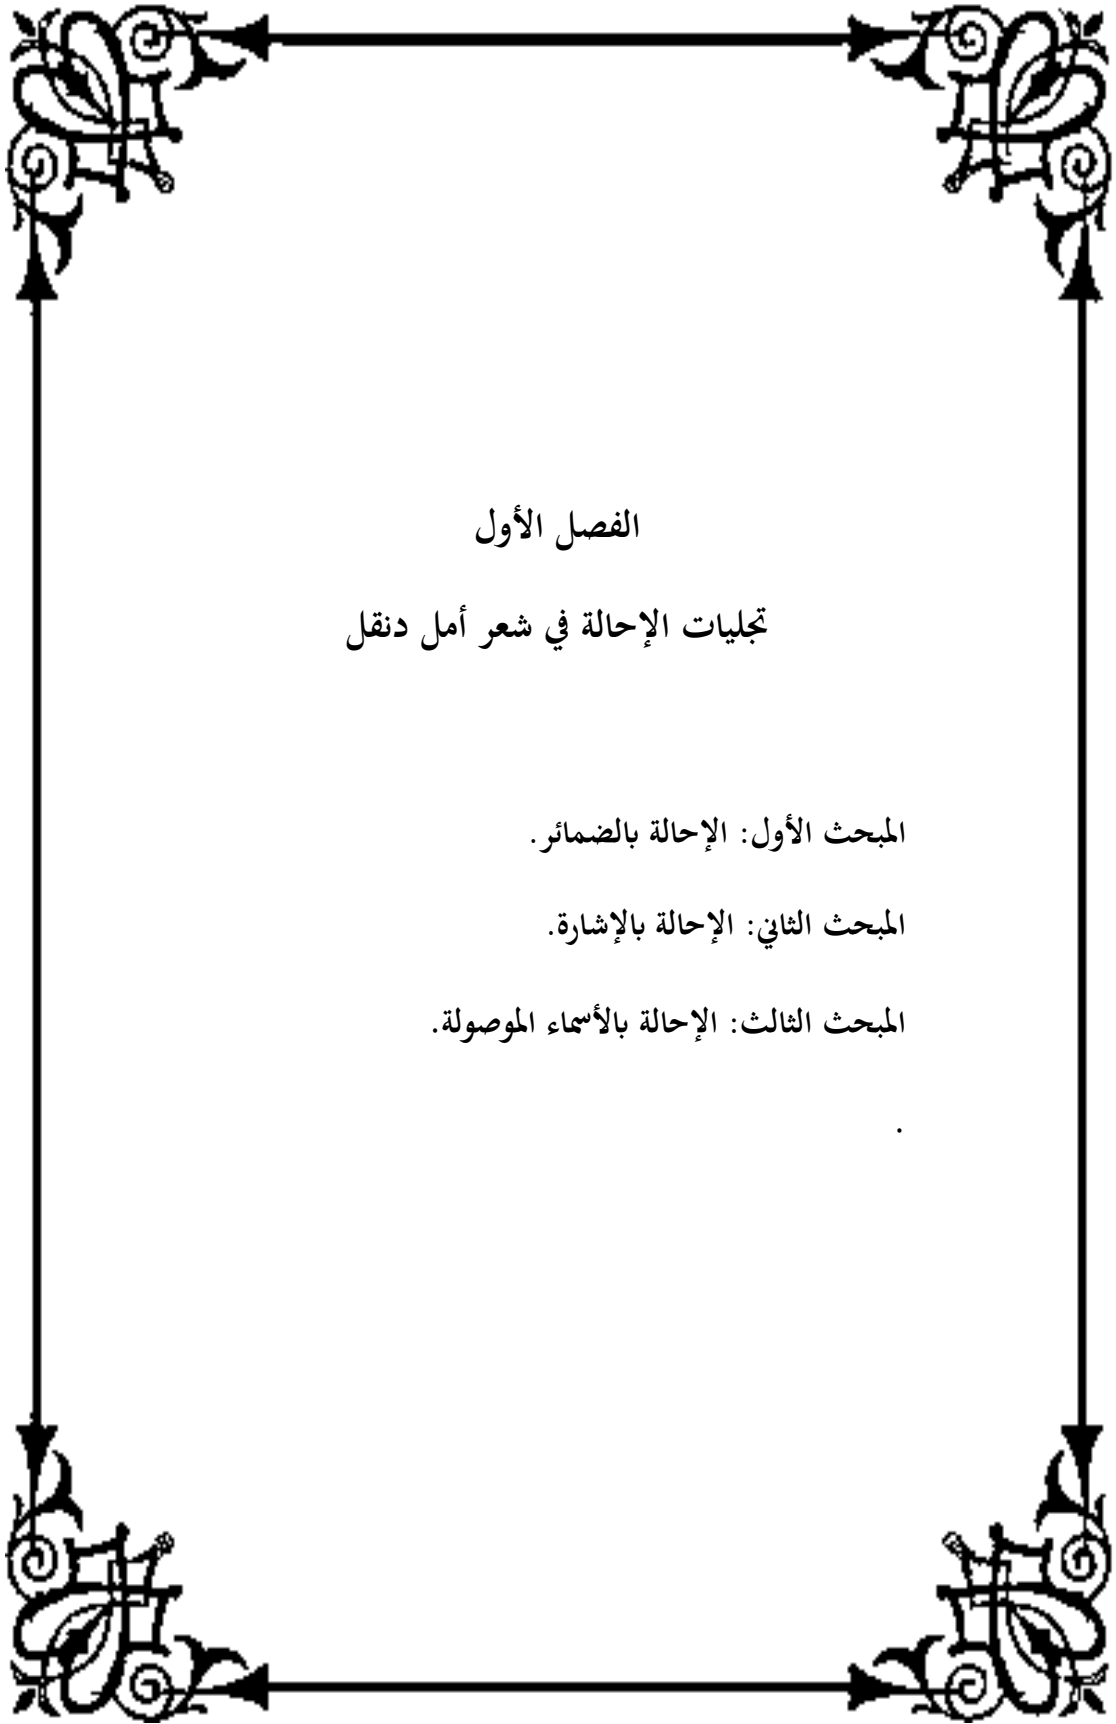 الفصل الأول
تجليات الإحالة في شعر أمل دنقل
المبحث الأول: الإحالة بالضمائر.
المبحث الثاني: الإحالة بالإشارة.
المبحث الثالث: الإحالة بالأسماء الموصولة.
.